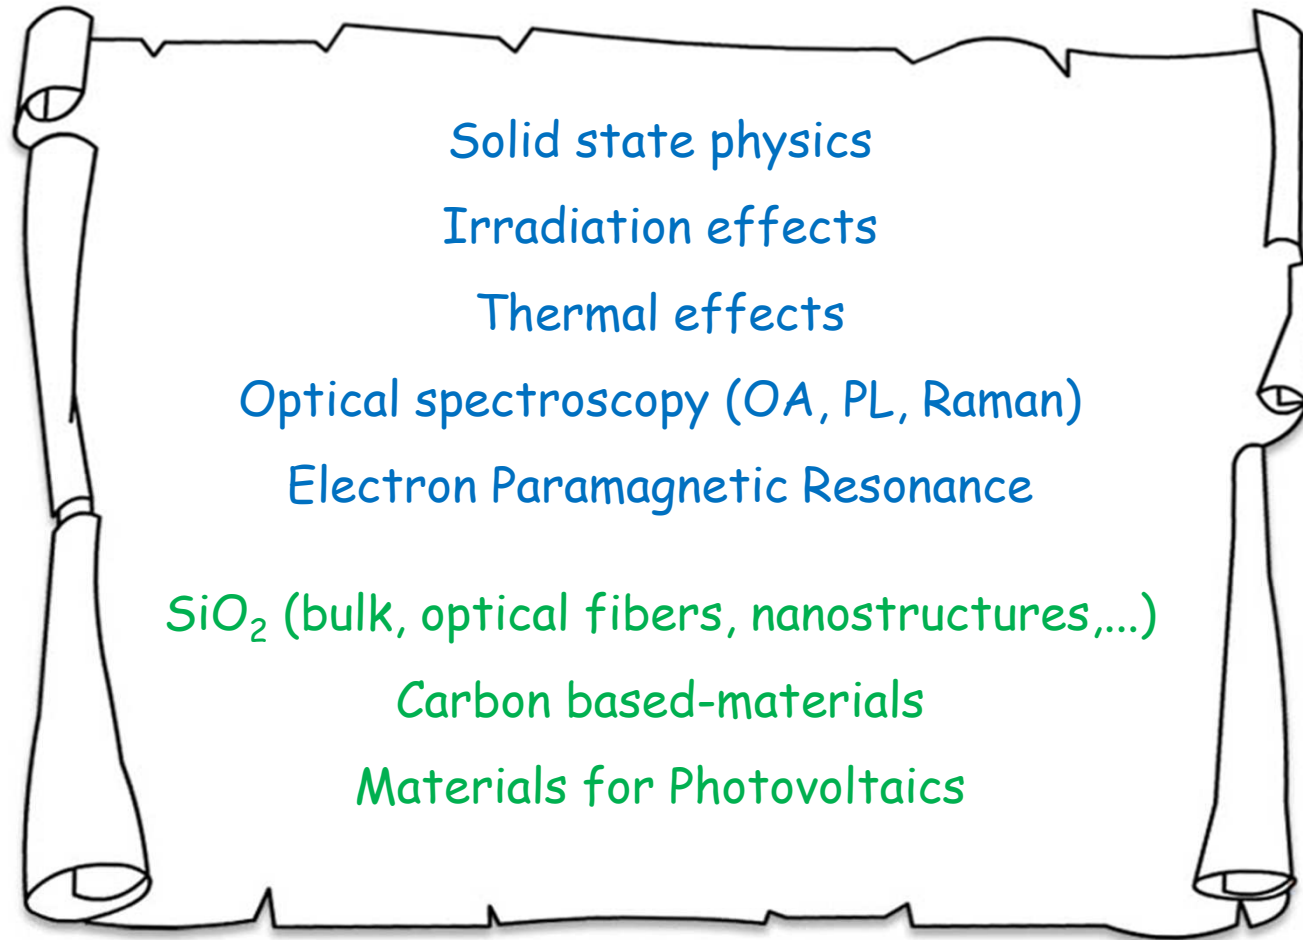 Solid state physics
Irradiation effects
Thermal effects
Optical spectroscopy (OA, PL, Raman)
Electron Paramagnetic Resonance
SiO₂ (bulk, optical fibers, nanostructures,...)
Carbon based-materials
Materials for Photovoltaics